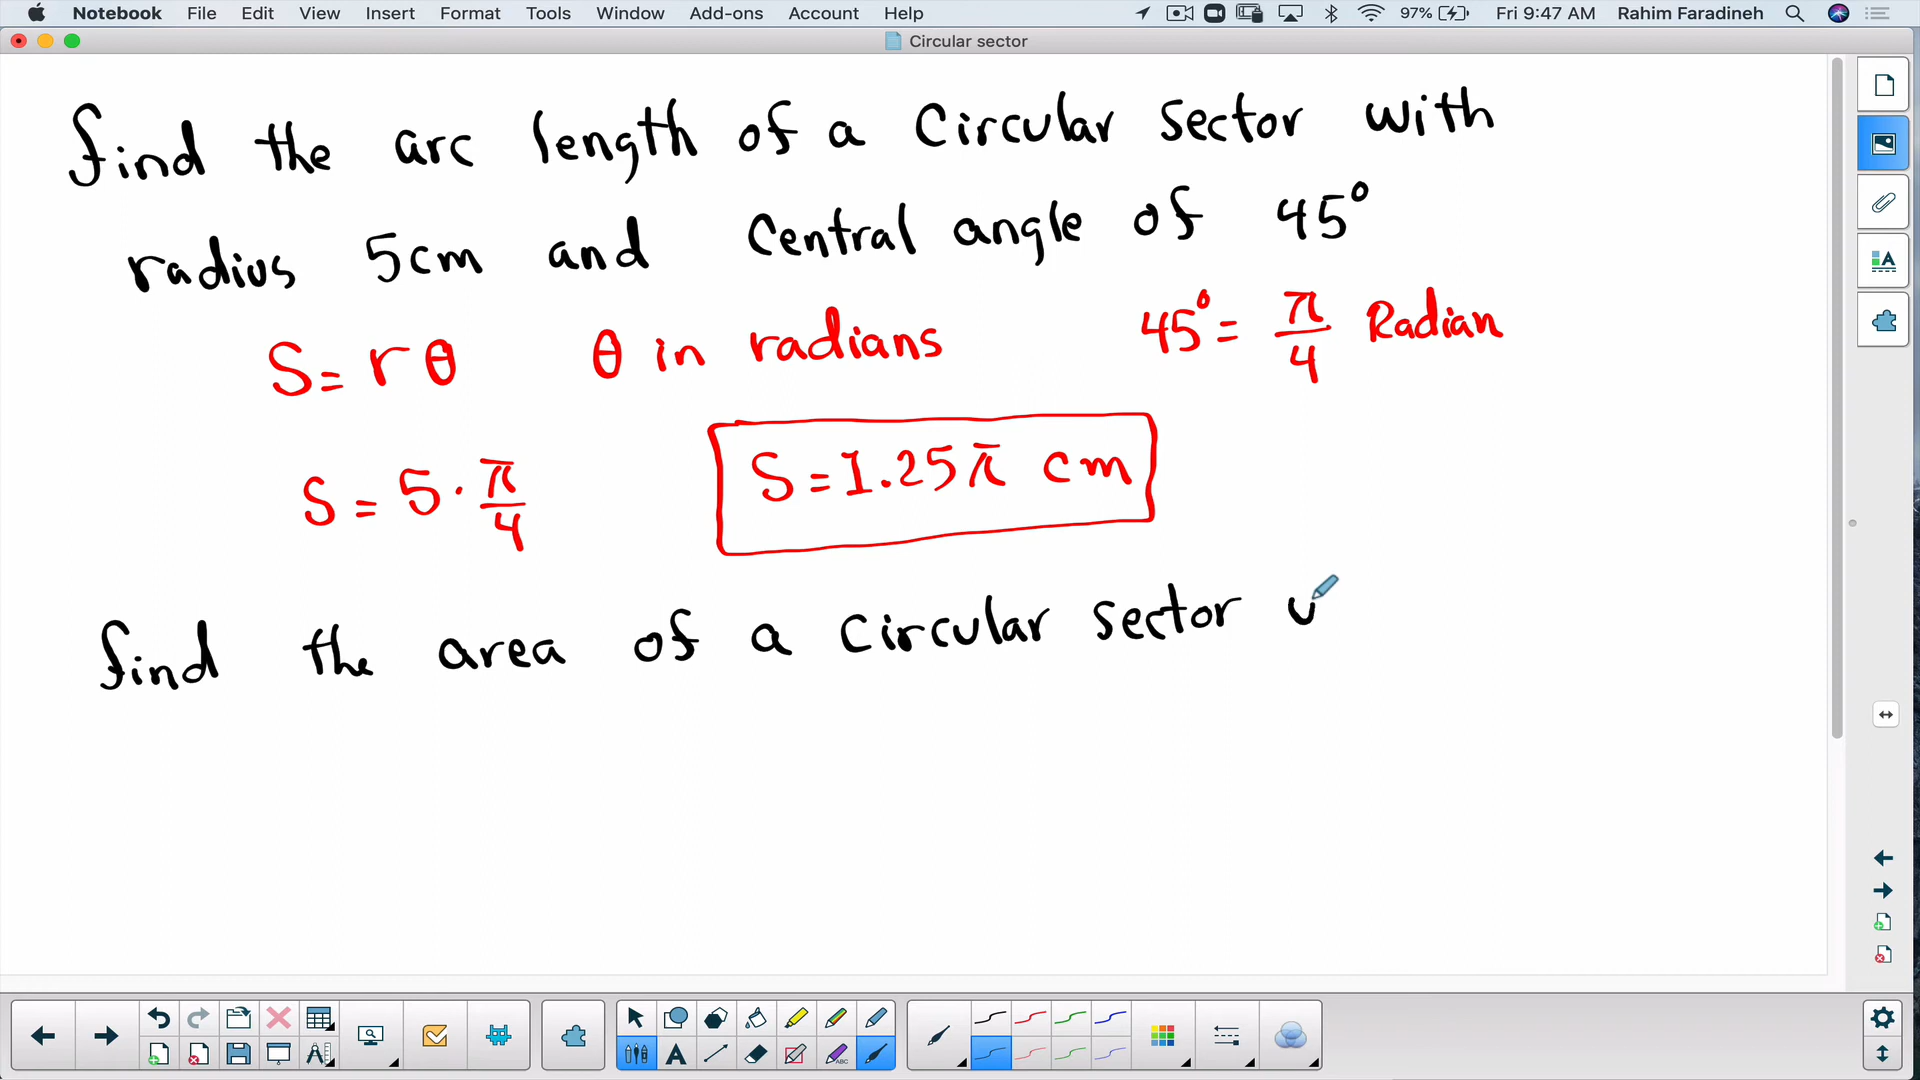 Notebook File Edit View Insert Format Tools Window Add-ons Account Help 97% Fri 9:47 AM Rahim Faradineh
Circular sector
find the arc length of a Circular sector with
radius 5cm and Central angle of 45°
S = r θ θ in radians 45° = π/4 Radian
S = 5 · π/4 S = 1.25π cm
find the area of a circular sector